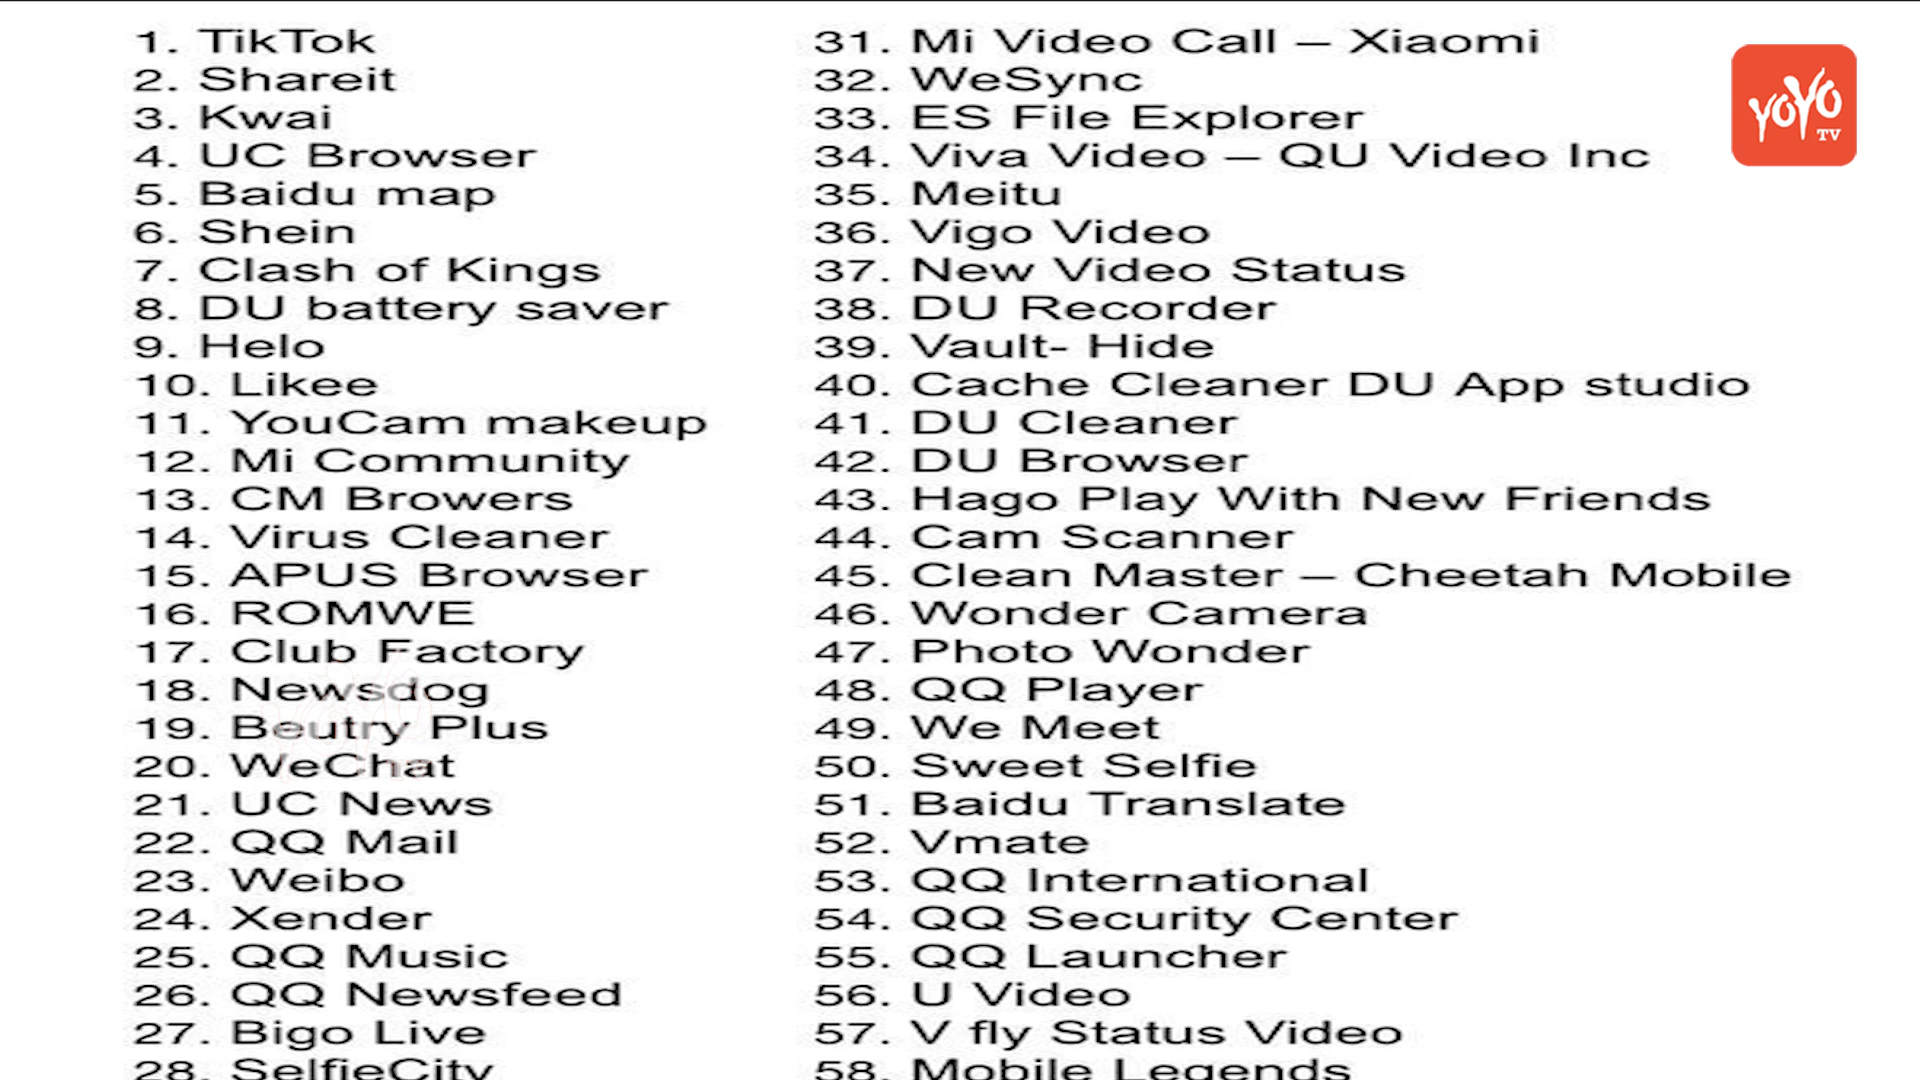 1. TikTok
2. Shareit
3. Kwai
4. UC Browser
5. Baidu map
6. Shein
7. Clash of Kings
8. DU battery saver
9. Helo
10. Likee
11. YouCam makeup
12. Mi Community
13. CM Browers
14. Virus Cleaner
15. APUS Browser
16. ROMWE
17. Club Factory
18. Newsdog
19. Beutry Plus
20. WeChat
21. UC News
22. QQ Mail
23. Weibo
24. Xender
25. QQ Music
26. QQ Newsfeed
27. Bigo Live
28. SelfieCity
31. Mi Video Call – Xiaomi
32. WeSync
33. ES File Explorer
34. Viva Video – QU Video Inc
35. Meitu
36. Vigo Video
37. New Video Status
38. DU Recorder
39. Vault- Hide
40. Cache Cleaner DU App studio
41. DU Cleaner
42. DU Browser
43. Hago Play With New Friends
44. Cam Scanner
45. Clean Master – Cheetah Mobile
46. Wonder Camera
47. Photo Wonder
48. QQ Player
49. We Meet
50. Sweet Selfie
51. Baidu Translate
52. Vmate
53. QQ International
54. QQ Security Center
55. QQ Launcher
56. U Video
57. V fly Status Video
58. Mobile Legends
YOYO
TV